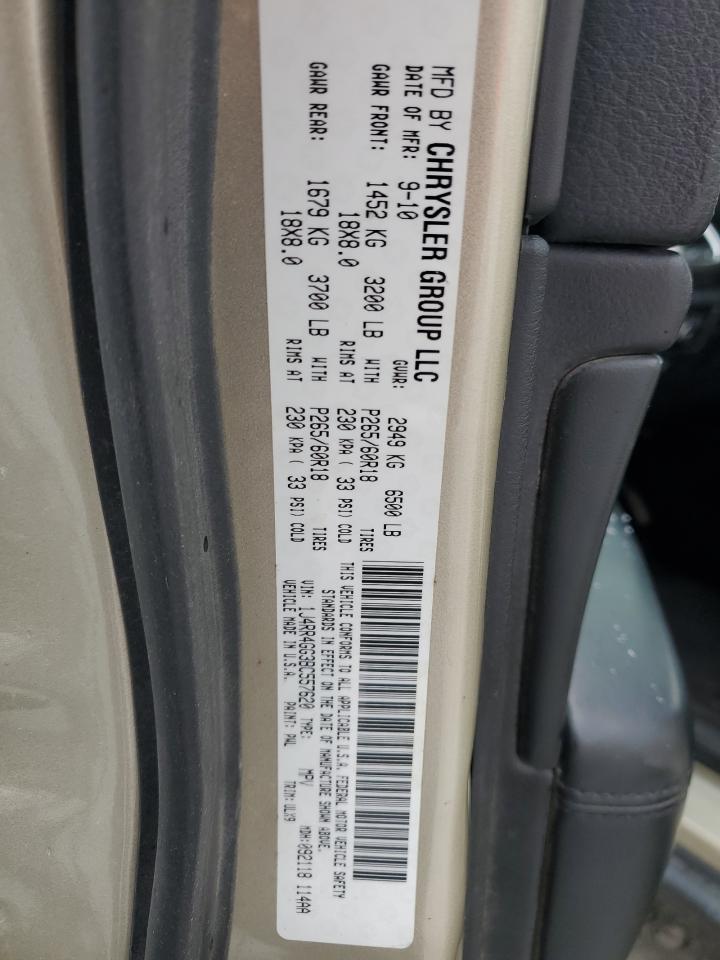 MFD BY CHRYSLER GROUP LLC
DATE OF MFR: 9-10 GVWR: 2949 KG 6500 LB
GAWR FRONT: 1452 KG 3200 LB WITH P265/60R18 TIRES
18X8.0 RIMS AT 230 KPA ( 33 PSI) COLD
GAWR REAR: 1679 KG 3700 LB WITH P265/60R18 TIRES
18X8.0 RIMS AT 230 KPA ( 33 PSI) COLD
THIS VEHICLE CONFORMS TO ALL APPLICABLE U.S.A. FEDERAL MOTOR VEHICLE SAFETY
STANDARDS IN EFFECT ON THE DATE OF MANUFACTURE SHOWN ABOVE.
VIN: 1J4RR4GG3BC557620 TYPE: MPV MDH:092118 114AA
VEHICLE MADE IN U.S.A. PAINT: PWL TRIM: ULX9